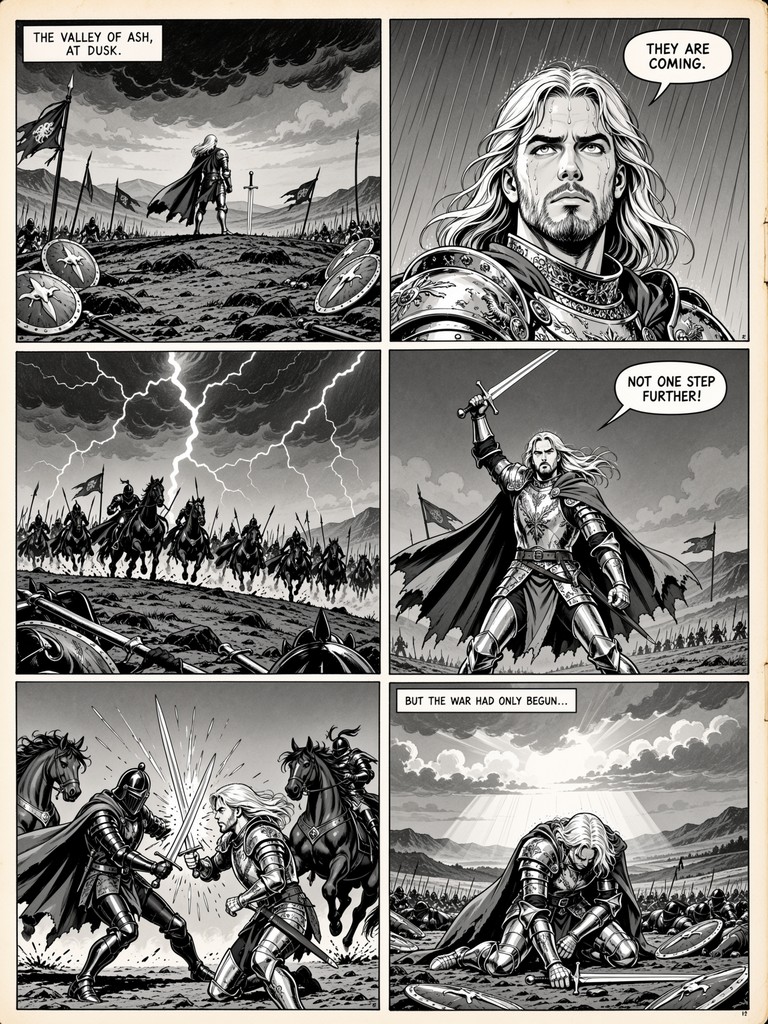 THE VALLEY OF ASH,
AT DUSK.
THEY ARE
COMING.
NOT ONE STEP
FURTHER!
BUT THE WAR HAD ONLY BEGUN...